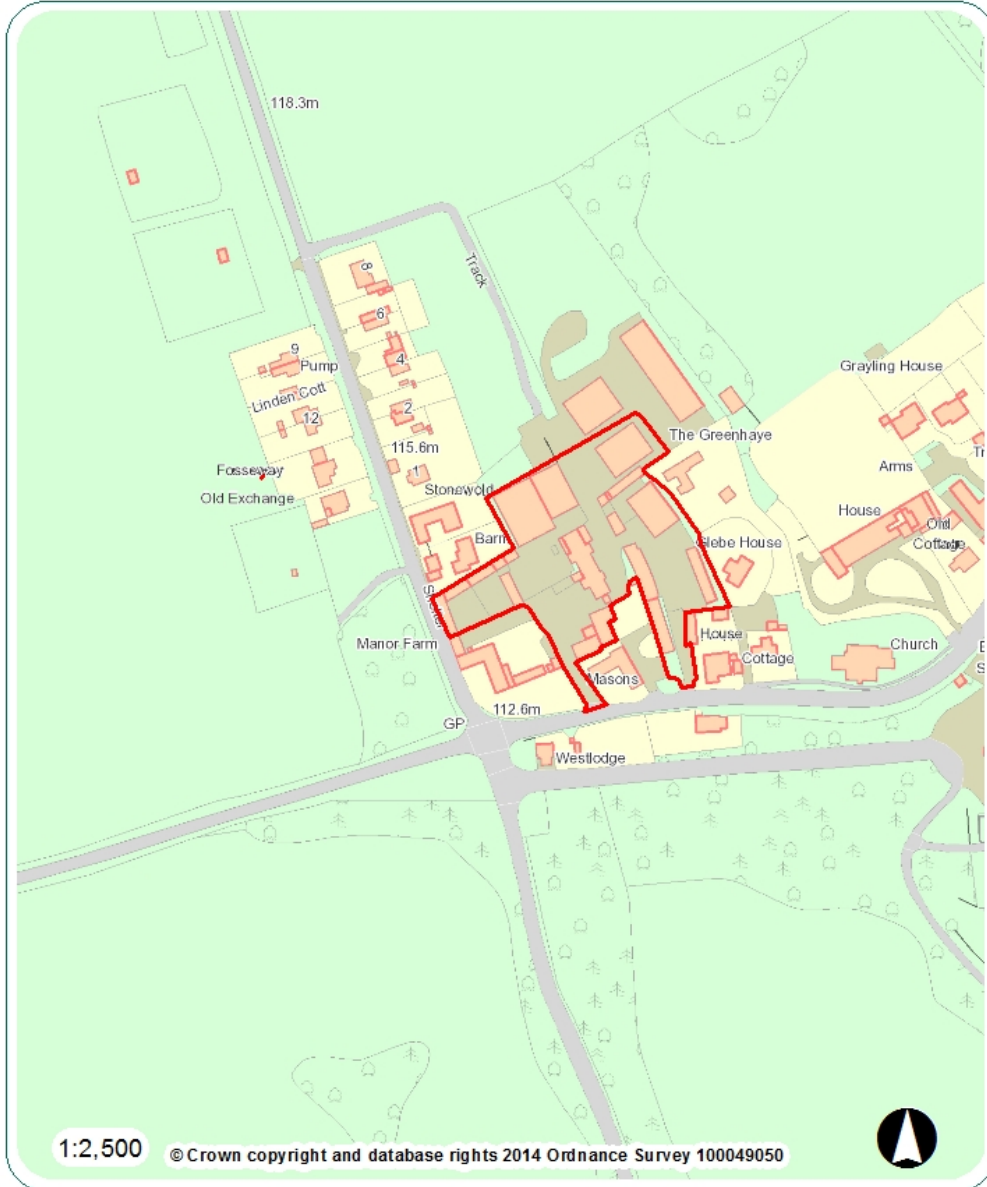 118.3m
Track
8
6
4
2
1
9
Pump
Linden Cott
12
115.6m
Fosseway
Old Exchange
Stonewold
Barn
The Greenhaye
Grayling House
Arms
House
Old
Cottage
Glebe House
Manor Farm
House
Cottage
Church
Masons
112.6m
GP
Westlodge
1:2,500
© Crown copyright and database rights 2014 Ordnance Survey 100049050